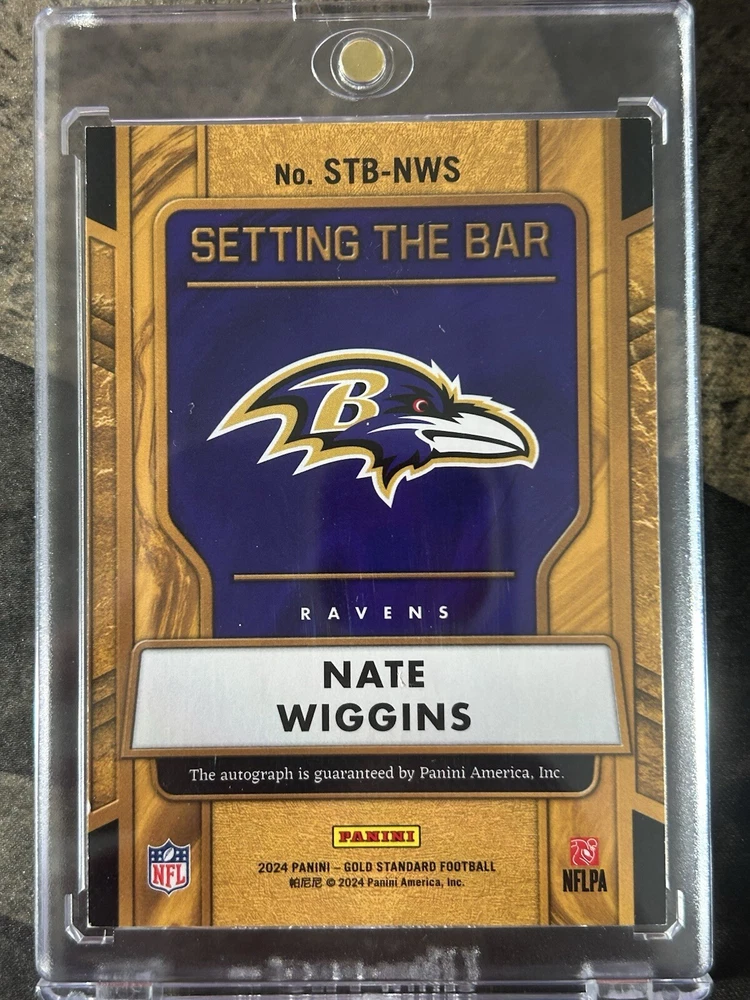 No. STB-NWS
SETTING THE BAR
B
RAVENS
NATE
WIGGINS
The autograph is guaranteed by Panini America, Inc.
PANINI
2024 PANINI – GOLD STANDARD FOOTBALL
帕尼尼 © 2024 Panini America, Inc.
NFL
NFLPA